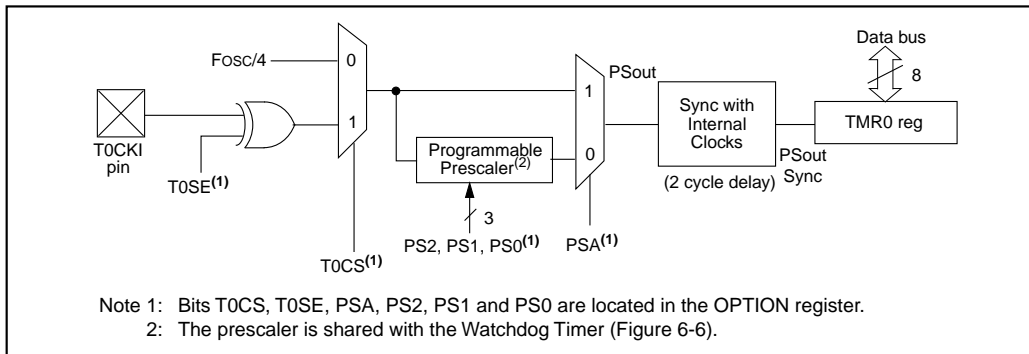 Data bus
FOSC/4
0
PSout
8
1
Sync with
Internal
Clocks
TMR0 reg
1
T0CKI
pin
Programmable
Prescaler(2)
0
PSout
Sync
T0SE(1)
(2 cycle delay)
3
PS2, PS1, PS0(1)
PSA(1)
T0CS(1)
Note 1: Bits T0CS, T0SE, PSA, PS2, PS1 and PS0 are located in the OPTION register.
2: The prescaler is shared with the Watchdog Timer (Figure 6-6).